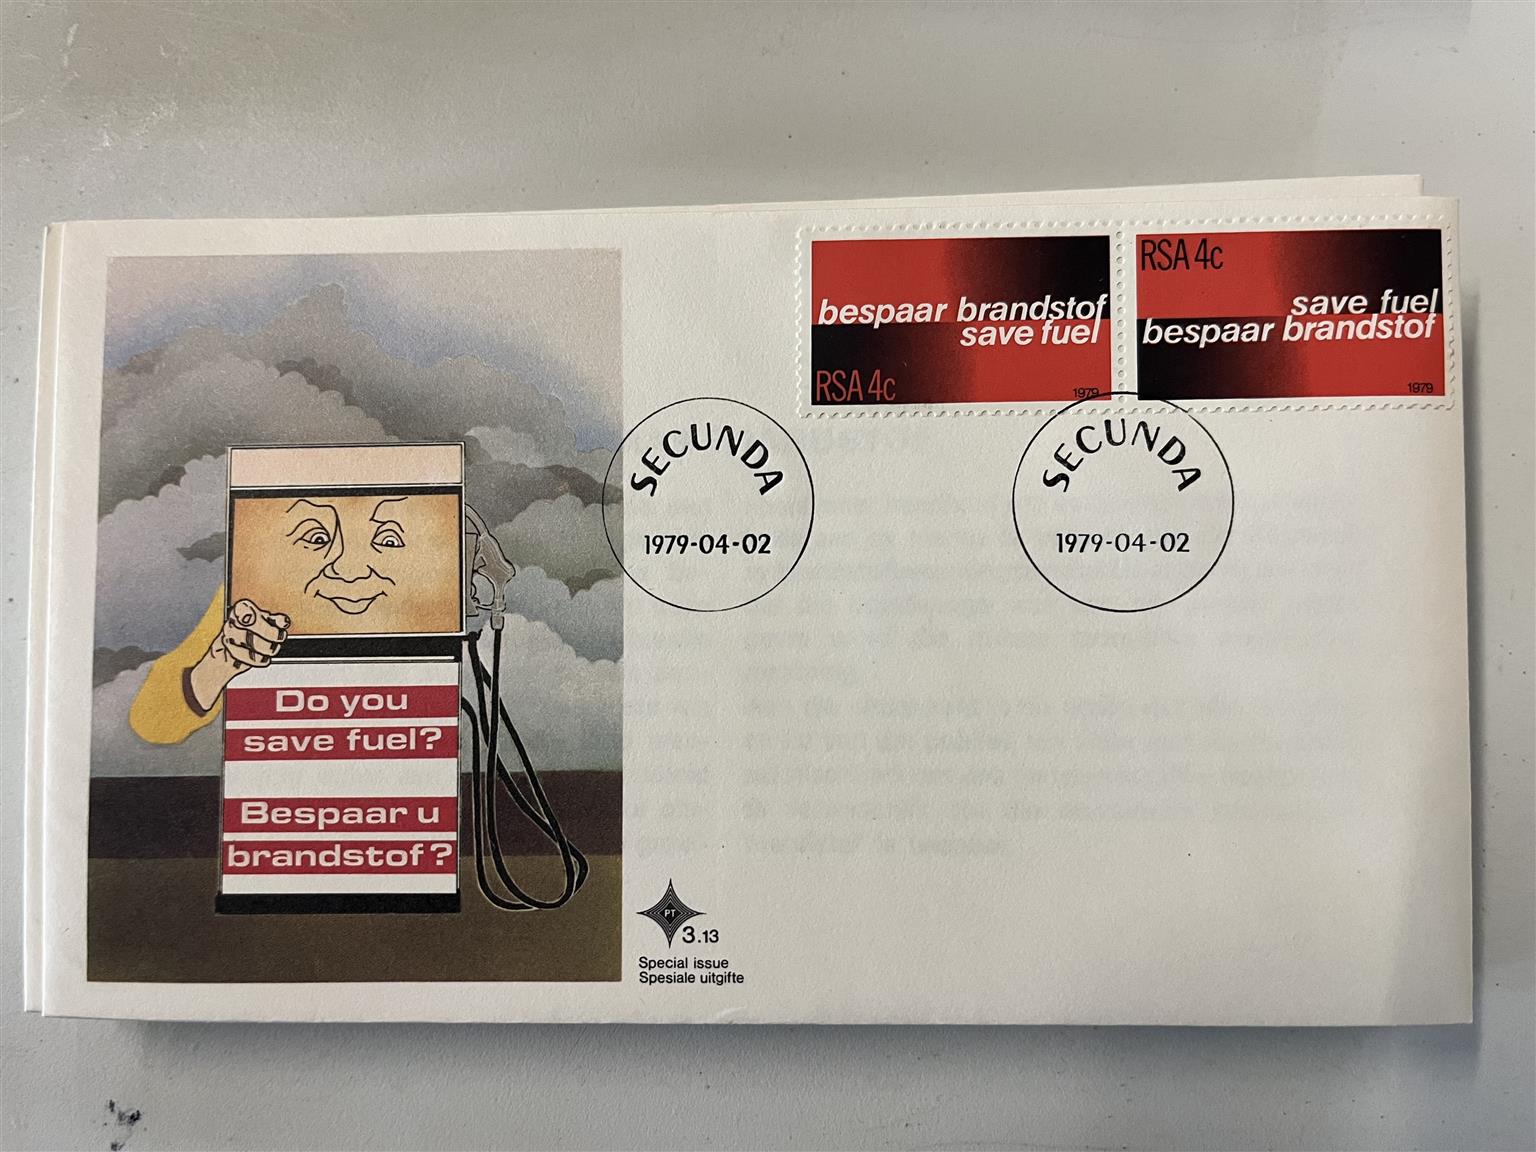 bespaar brandstof
save fuel
RSA 4c
1979
RSA 4c
save fuel
bespaar brandstof
1979
SECUNDA
1979-04-02
SECUNDA
1979-04-02
Do you
save fuel?
Bespaar u
brandstof?
PT
3.13
Special issue
Spesiale uitgifte